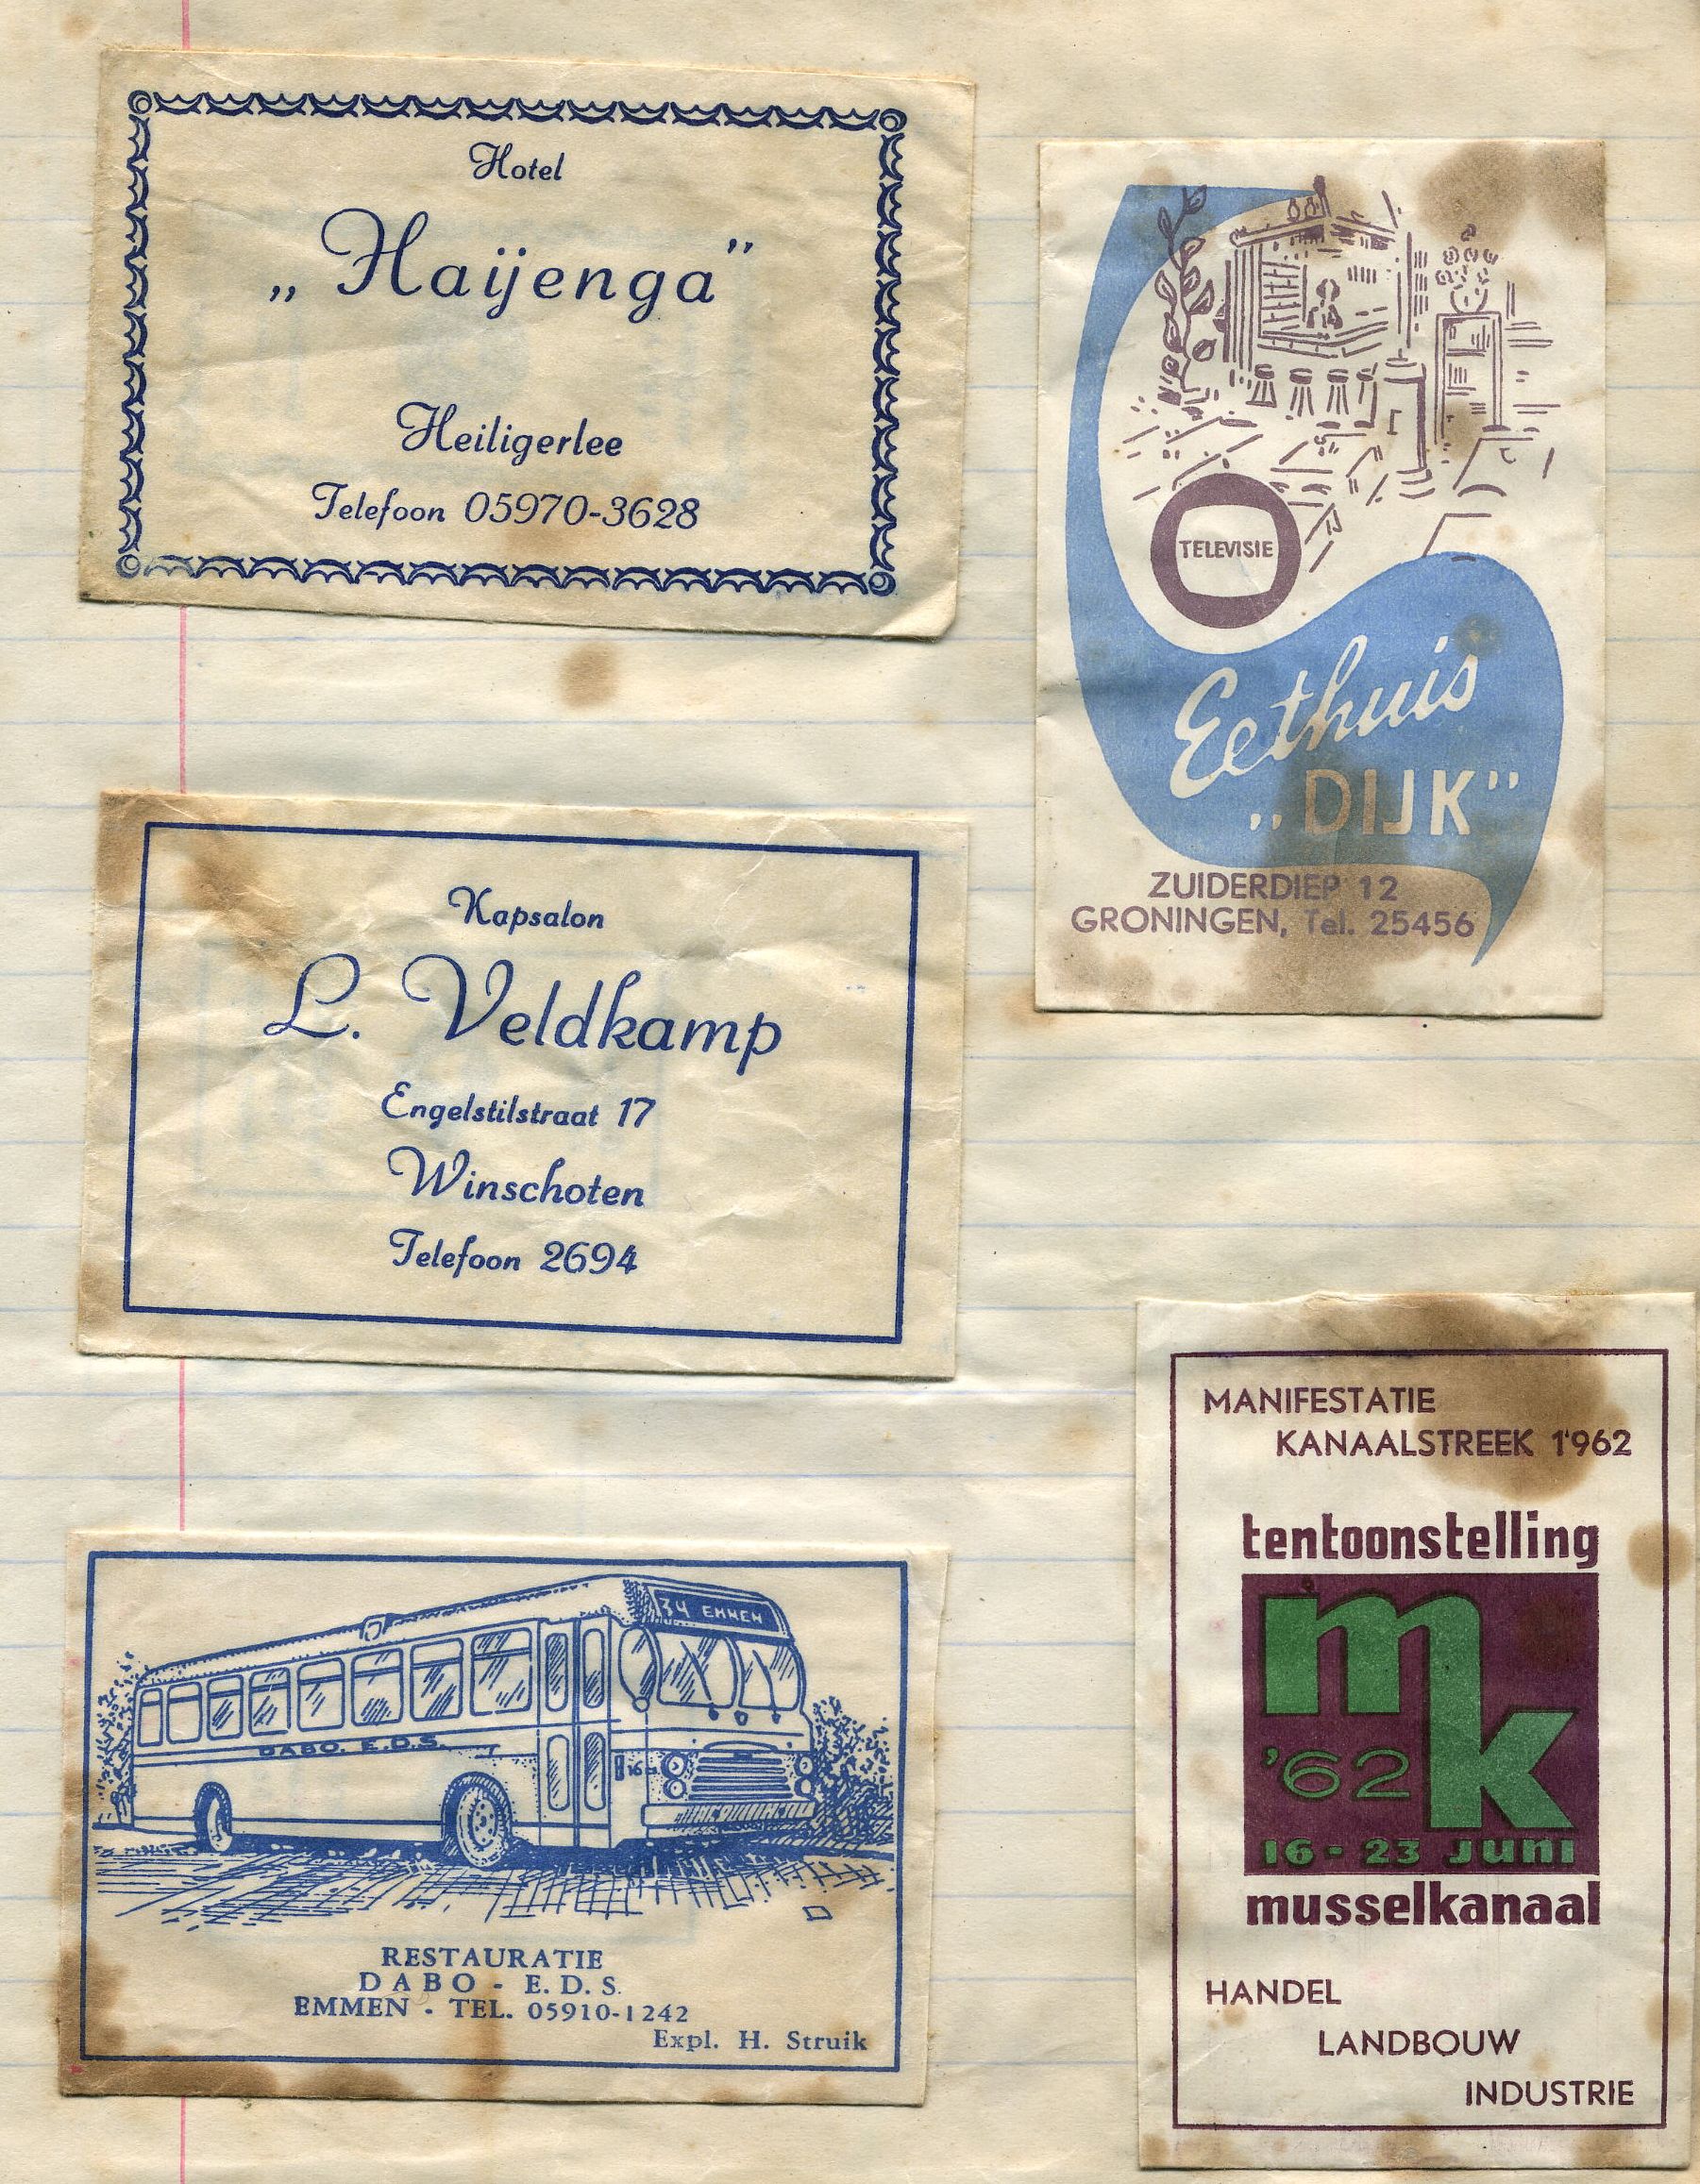 Hotel
„Haijenga”
Heiligerlee
Telefoon 05970-3628
TELEVISIE
Eethuis
„DIJK”
ZUIDERDIEP 12
GRONINGEN, Tel. 25456
Kapsalon
L. Veldkamp
Engelstilstraat 17
Winschoten
Telefoon 2694
34 EMMEN
DABO. E.D.S.
RESTAURATIE
DABO - E.D.S.
EMMEN - TEL. 05910-1242
Expl. H. Struik
MANIFESTATIE
KANAALSTREEK 1962
tentoonstelling
mk
'62
16 - 23 juni
musselkanaal
HANDEL
LANDBOUW
INDUSTRIE